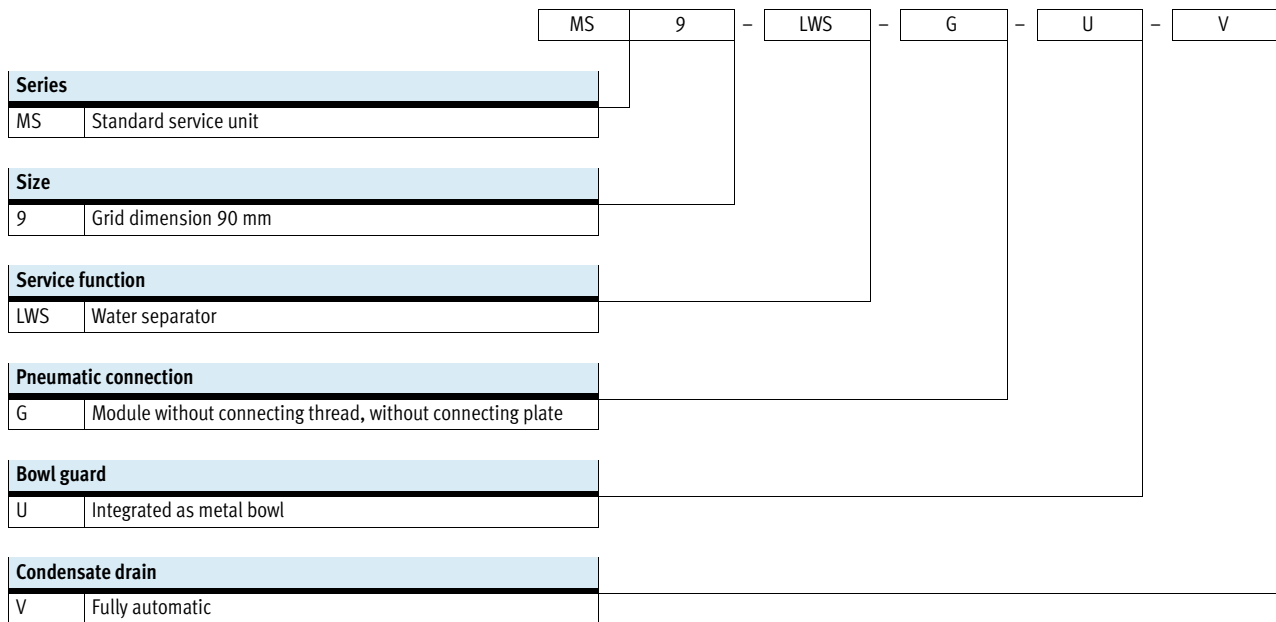 MS 9 – LWS – G – U – V
Series
MS Standard service unit
Size
9 Grid dimension 90 mm
Service function
LWS Water separator
Pneumatic connection
G Module without connecting thread, without connecting plate
Bowl guard
U Integrated as metal bowl
Condensate drain
V Fully automatic